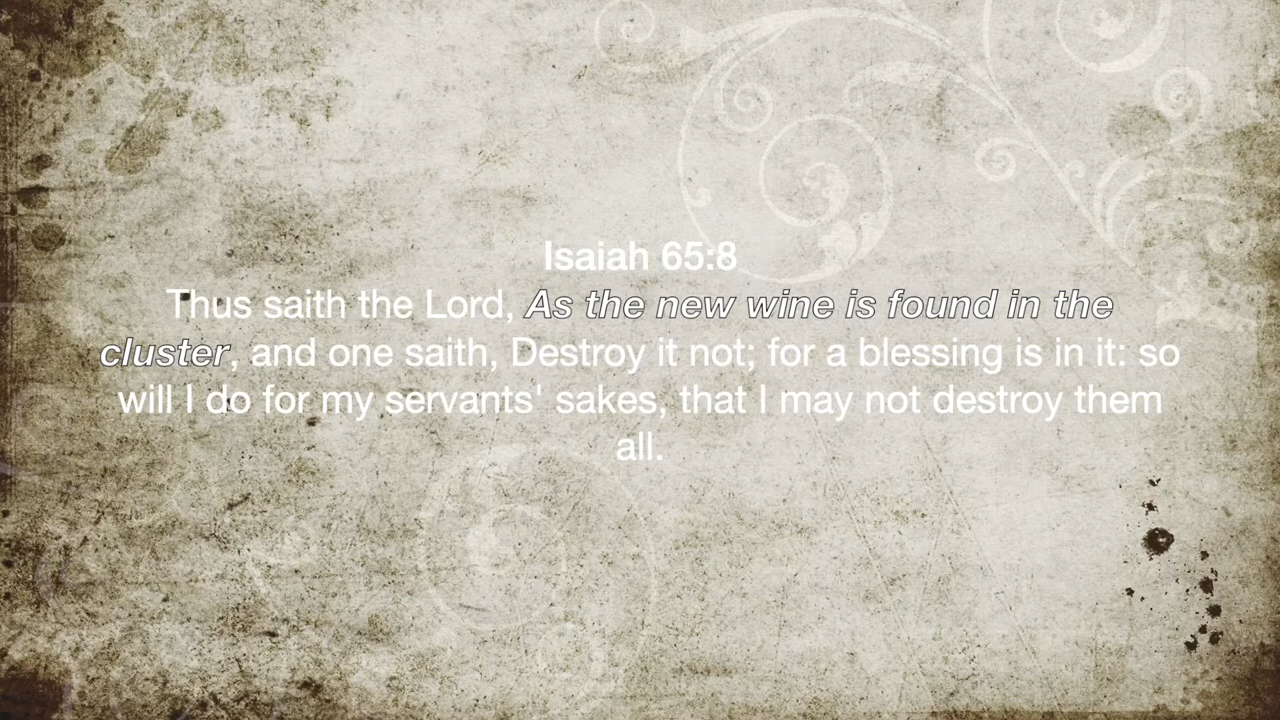 Isaiah 65:8
Thus saith the Lord, As the new wine is found in the
cluster, and one saith, Destroy it not; for a blessing is in it: so
will I do for my servants' sakes, that I may not destroy them
all.